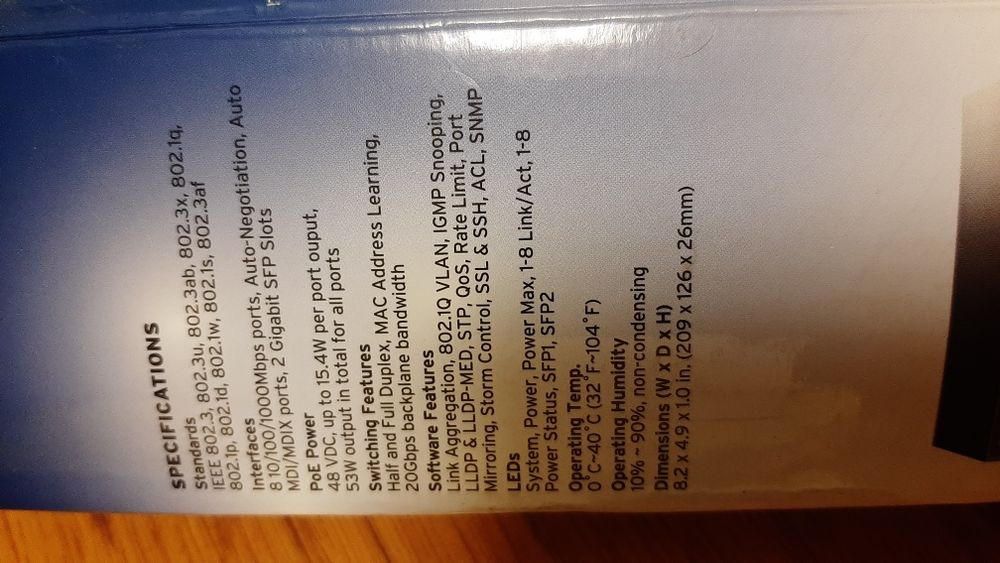 SPECIFICATIONS
Standards
IEEE 802.3, 802.3u, 802.3ab, 802.3x, 802.1q,
802.1p, 802.1d, 802.1w, 802.1s, 802.3af
Interfaces
8 10/100/1000Mbps ports, Auto-Negotiation, Auto
MDI/MDIX ports, 2 Gigabit SFP Slots
PoE Power
48 VDC, up to 15.4W per port ouput,
53W output in total for all ports
Switching Features
Half and Full Duplex, MAC Address Learning,
20Gbps backplane bandwidth
Software Features
Link Aggregation, 802.1Q VLAN, IGMP Snooping,
LLDP & LLDP-MED, STP, QoS, Rate Limit, Port
Mirroring, Storm Control, SSL & SSH, ACL, SNMP
LEDs
System, Power, Power Max, 1-8 Link/Act, 1-8
Power Status, SFP1, SFP2
Operating Temp.
0˚C~40˚C (32˚F~104˚F)
Operating Humidity
10% ~ 90%, non-condensing
Dimensions (W x D x H)
8.2 x 4.9 x 1.0 in. (209 x 126 x 26mm)